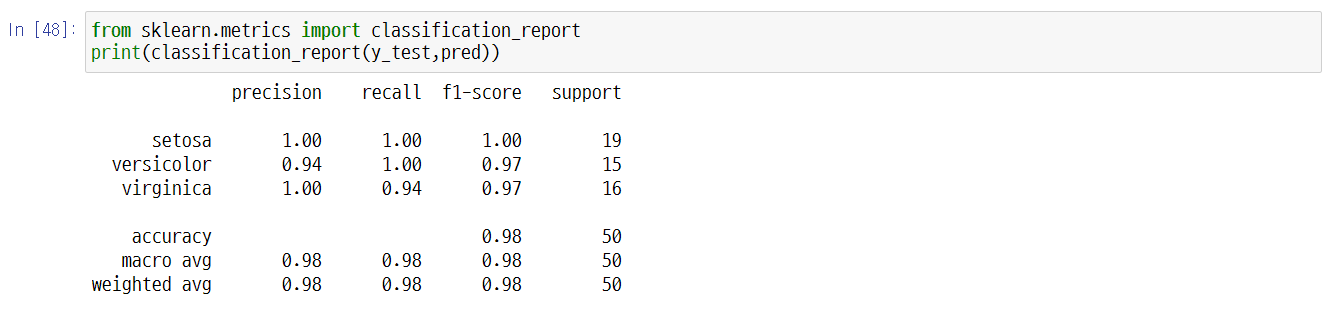 In [48]: from sklearn.metrics import classification_report
print(classification_report(y_test,pred))
precision recall f1-score support
setosa 1.00 1.00 1.00 19
versicolor 0.94 1.00 0.97 15
virginica 1.00 0.94 0.97 16
accuracy 0.98 50
macro avg 0.98 0.98 0.98 50
weighted avg 0.98 0.98 0.98 50